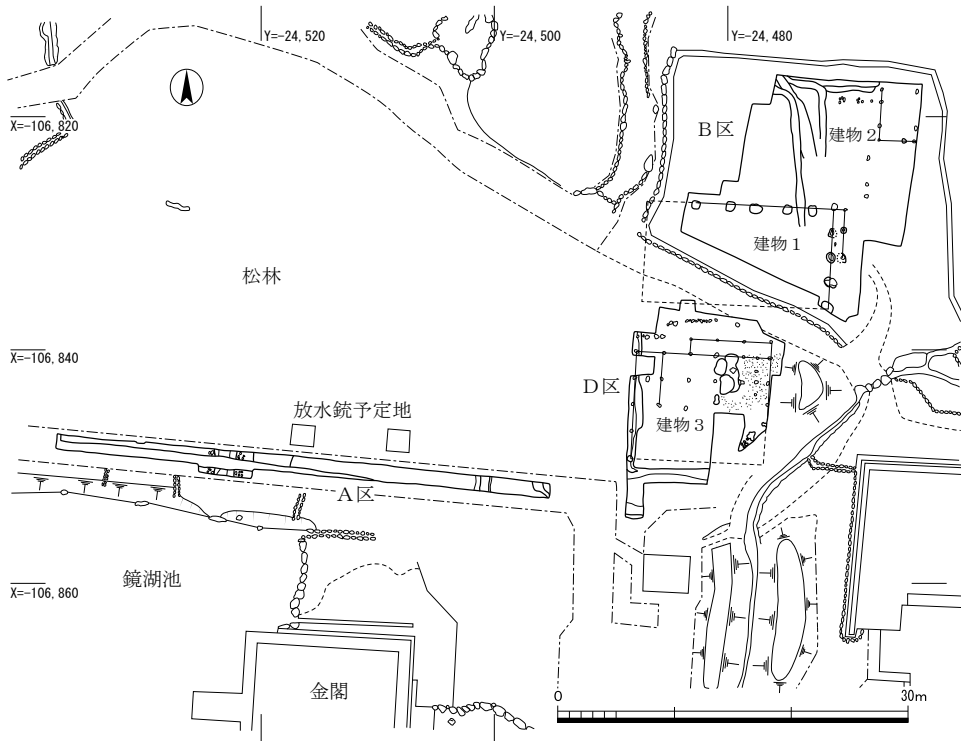 Y=-24,520
Y=-24,500
Y=-24,480
X=-106,820
B区
建物2
建物1
松林
X=-106,840
D区
放水銃予定地
建物3
A区
鏡湖池
X=-106,860
金閣
0
30m